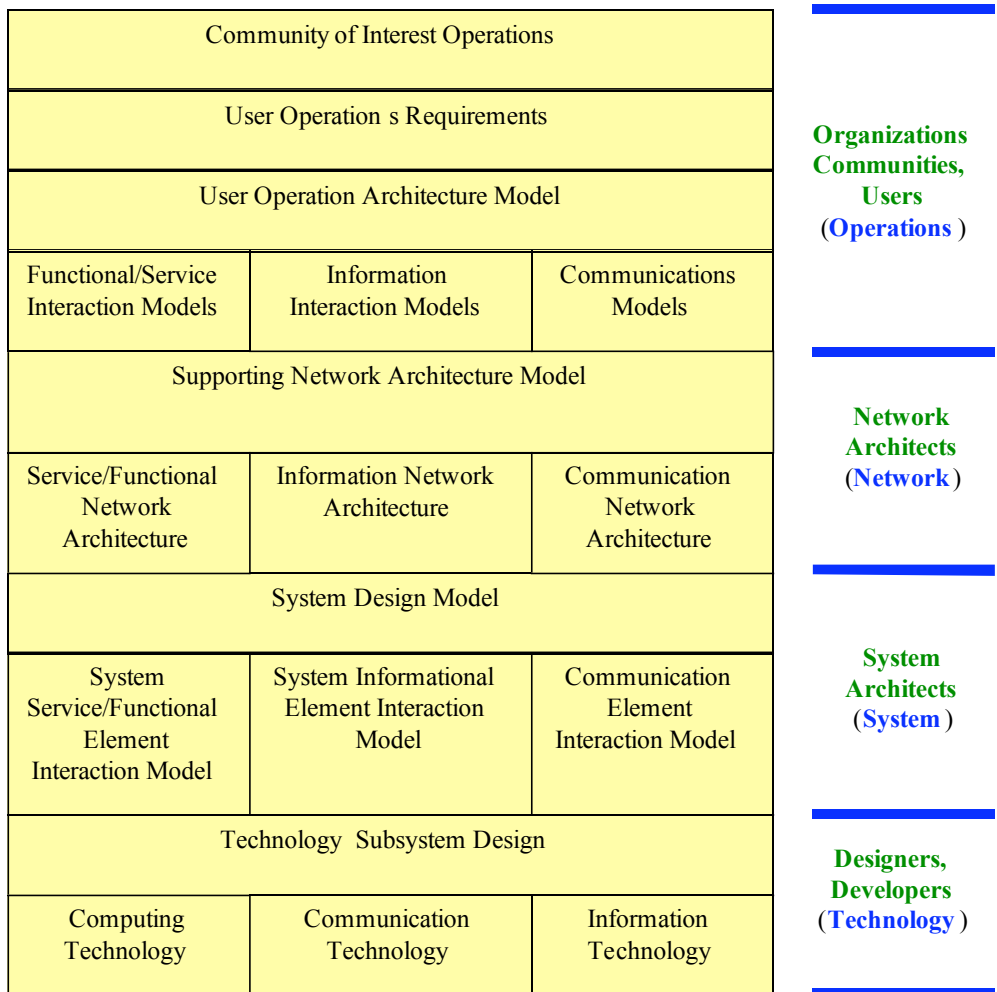 Community of Interest Operations
User Operation s Requirements
User Operation Architecture Model
Functional/Service
Interaction Models
Information
Interaction Models
Communications
Models
Organizations
Communities,
Users
(Operations )
Supporting Network Architecture Model
Service/Functional
Network
Architecture
Information Network
Architecture
Communication
Network
Architecture
Network
Architects
(Network )
System Design Model
System
Service/Functional
Element
Interaction Model
System Informational
Element Interaction
Model
Communication
Element
Interaction Model
System
Architects
(System )
Technology Subsystem Design
Computing
Technology
Communication
Technology
Information
Technology
Designers,
Developers
(Technology )